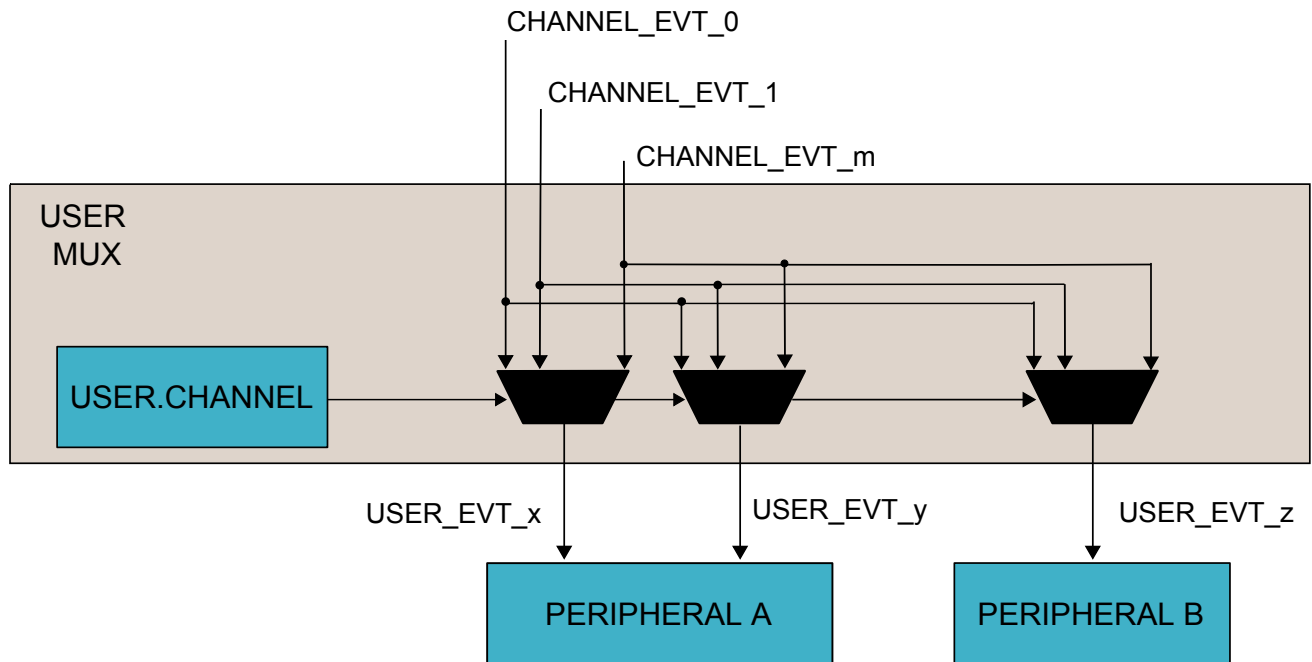 CHANNEL_EVT_0
CHANNEL_EVT_1
CHANNEL_EVT_m
USER
MUX
USER.CHANNEL
USER_EVT_x
USER_EVT_y
USER_EVT_z
PERIPHERAL A
PERIPHERAL B